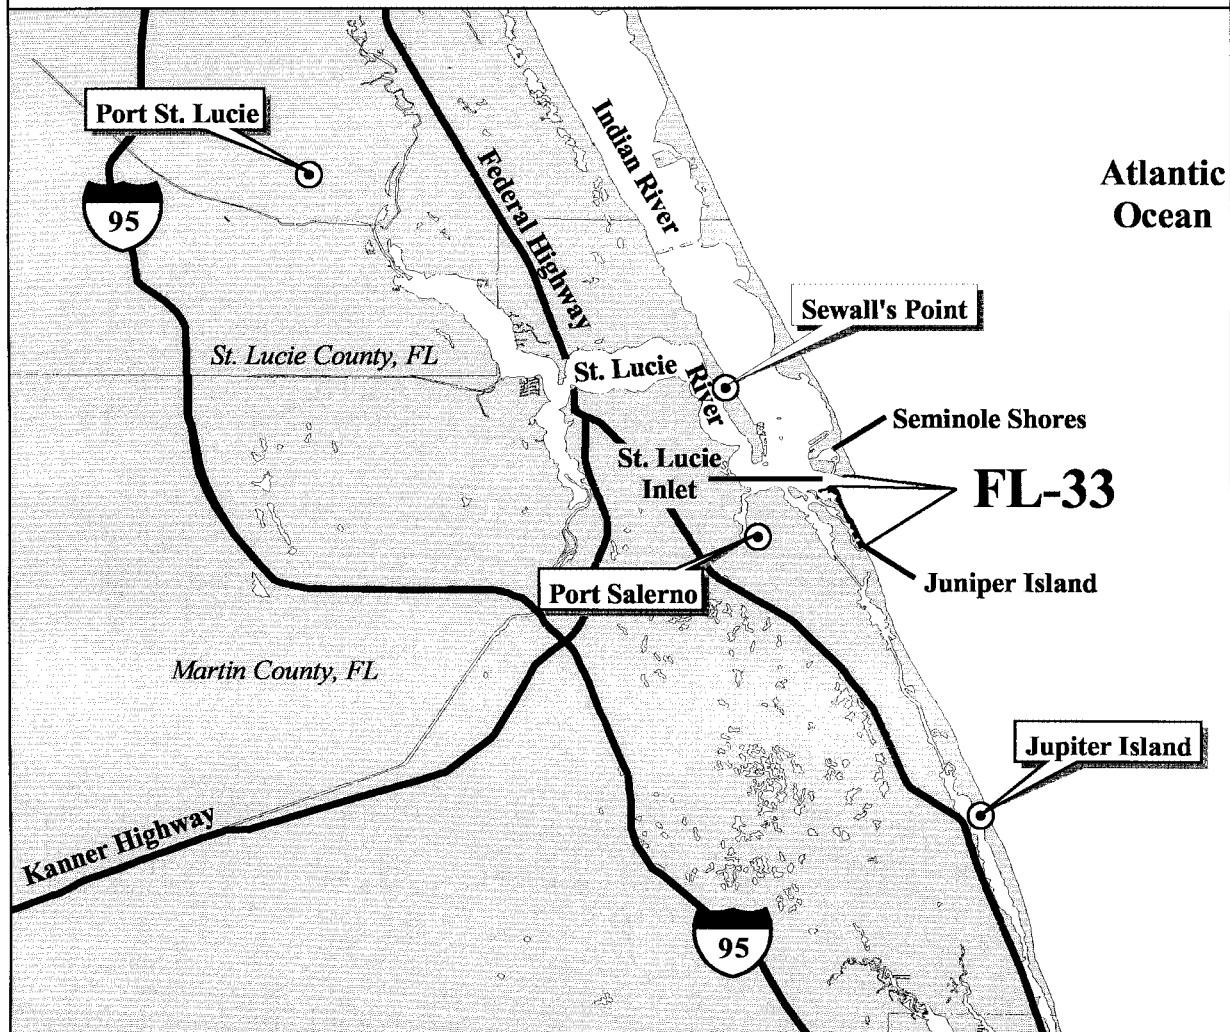 Port St. Lucie
95
Federal Highway
Indian River
Atlantic
Ocean
Sewall's Point
St. Lucie County, FL
St. Lucie River
Seminole Shores
St. Lucie
Inlet
FL-33
Port Salerno
Juniper Island
Martin County, FL
Jupiter Island
Kanner Highway
95